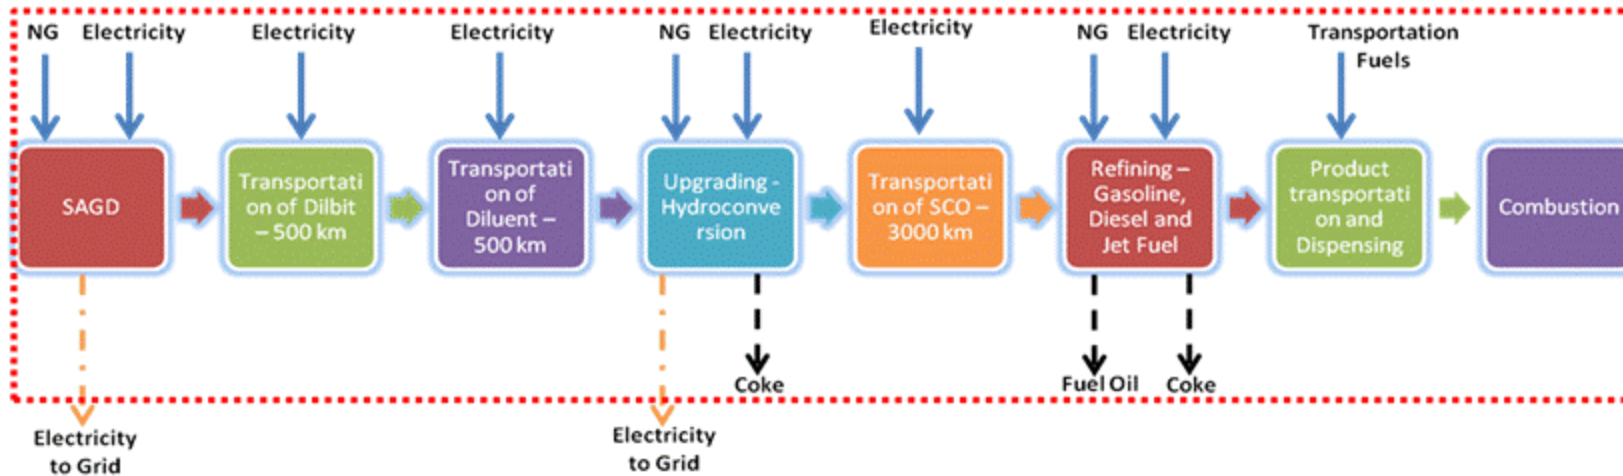 NG Electricity Electricity Electricity NG Electricity Electricity NG Electricity Transportation
Fuels
SAGD
Transportati
on of Dilbit
– 500 km
Transportati
on of
Diluent –
500 km
Upgrading -
Hydroconve
rsion
Transportati
on of SCO –
3000 km
Refining –
Gasoline,
Diesel and
Jet Fuel
Product
transportati
on and
Dispensing
Combustion
Coke
Fuel Oil
Coke
Electricity
to Grid
Electricity
to Grid